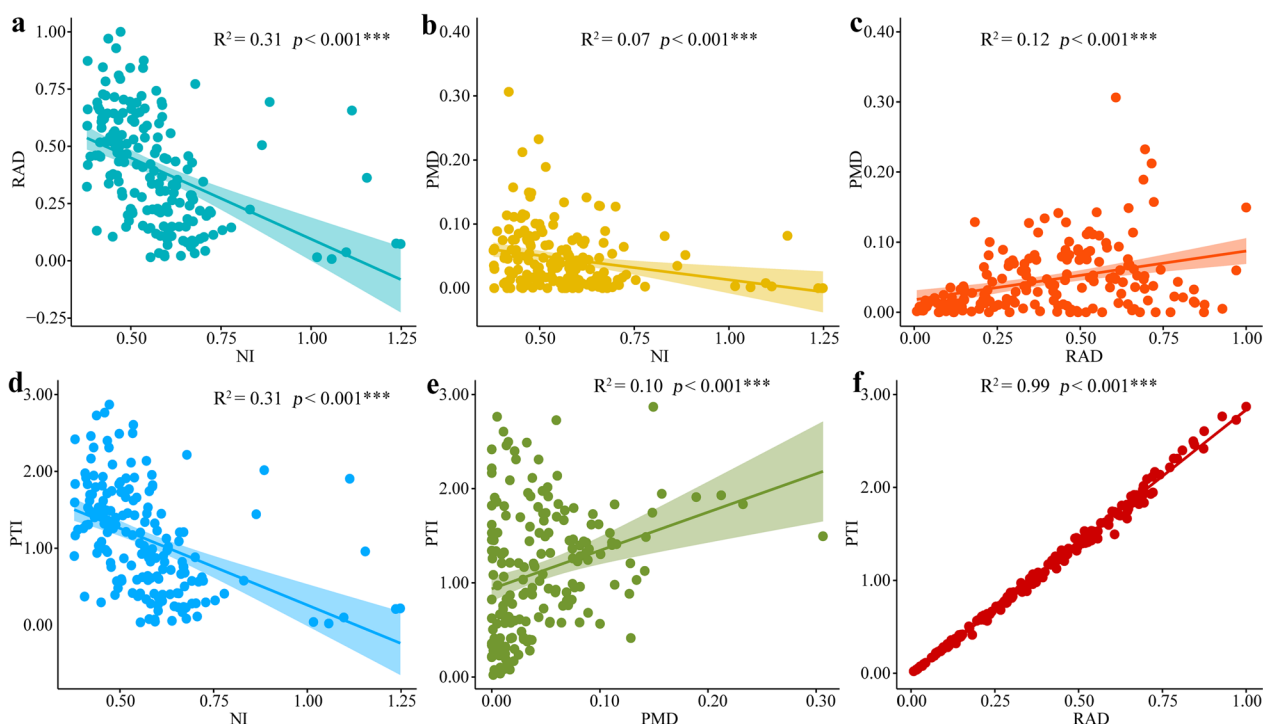 a
R² = 0.31 p< 0.001***
1.00
0.75
RAD
0.50
0.25
0.00
−0.25
0.50 0.75 1.00 1.25
NI
b
R² = 0.07 p< 0.001***
0.40
0.30
PMD
0.20
0.10
0.00
0.50 0.75 1.00 1.25
NI
c
R² = 0.12 p< 0.001***
0.40
0.30
PMD
0.20
0.10
0.00
0.00 0.25 0.50 0.75 1.00
RAD
d
R² = 0.31 p< 0.001***
3.00
2.00
PTI
1.00
0.00
0.50 0.75 1.00 1.25
NI
e
R² = 0.10 p< 0.001***
3.00
2.00
PTI
1.00
0.00
0.00 0.10 0.20 0.30
PMD
f
R² = 0.99 p< 0.001***
3.00
2.00
PTI
1.00
0.00
0.00 0.25 0.50 0.75 1.00
RAD